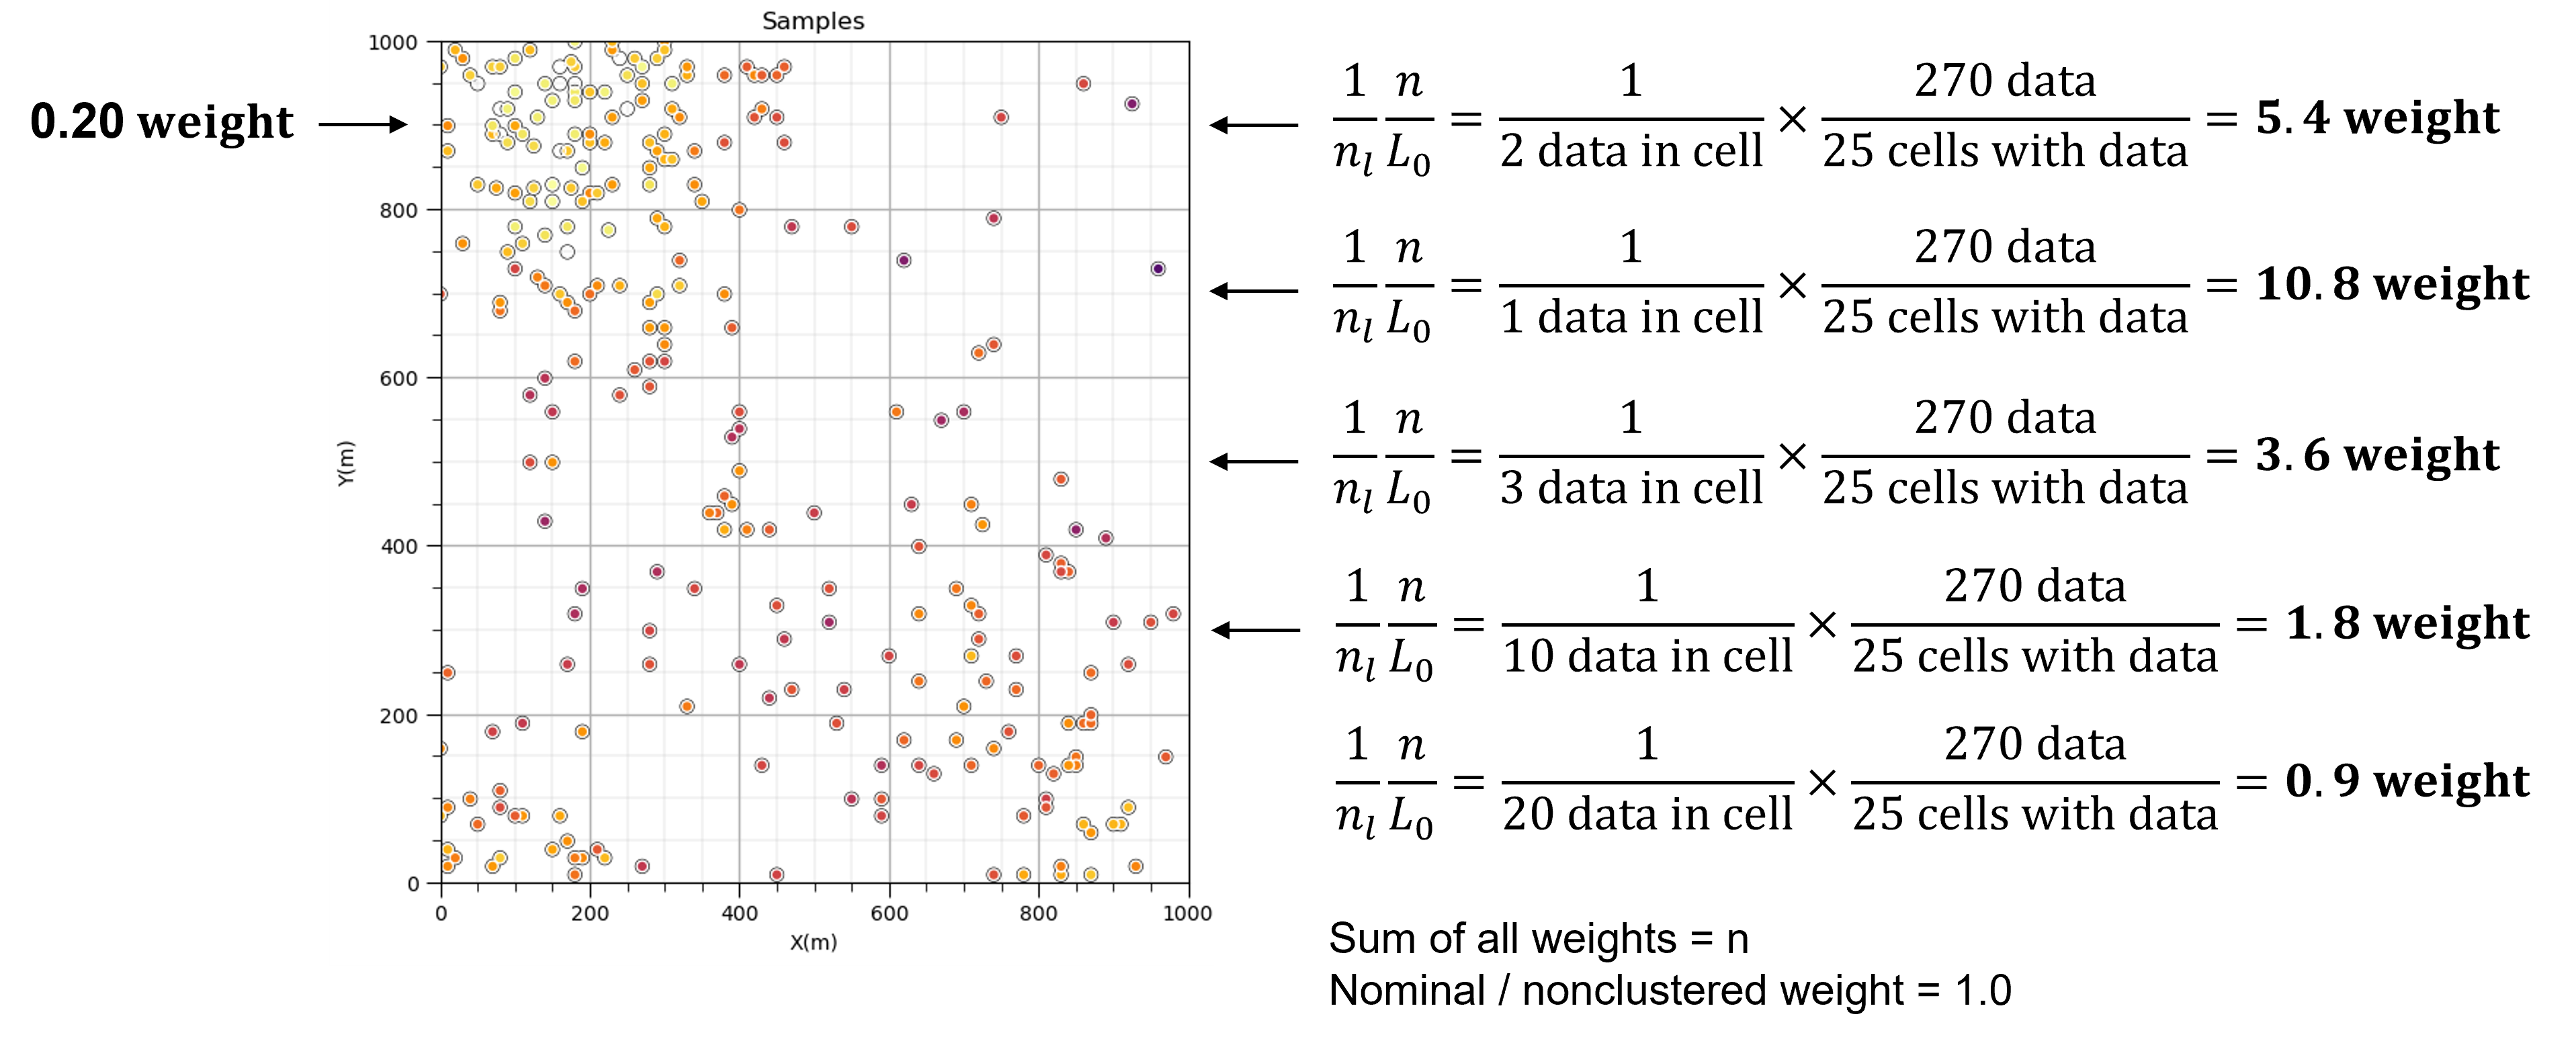 Samples
0.20 weight
1000
800
600
400
200
0
Y(m)
0 200 400 600 800 1000
X(m)
1/n_l n/L_0 = 1/2 data in cell × 270 data/25 cells with data = 5.4 weight
1/n_l n/L_0 = 1/1 data in cell × 270 data/25 cells with data = 10.8 weight
1/n_l n/L_0 = 1/3 data in cell × 270 data/25 cells with data = 3.6 weight
1/n_l n/L_0 = 1/10 data in cell × 270 data/25 cells with data = 1.8 weight
1/n_l n/L_0 = 1/20 data in cell × 270 data/25 cells with data = 0.9 weight
Sum of all weights = n
Nominal / nonclustered weight = 1.0